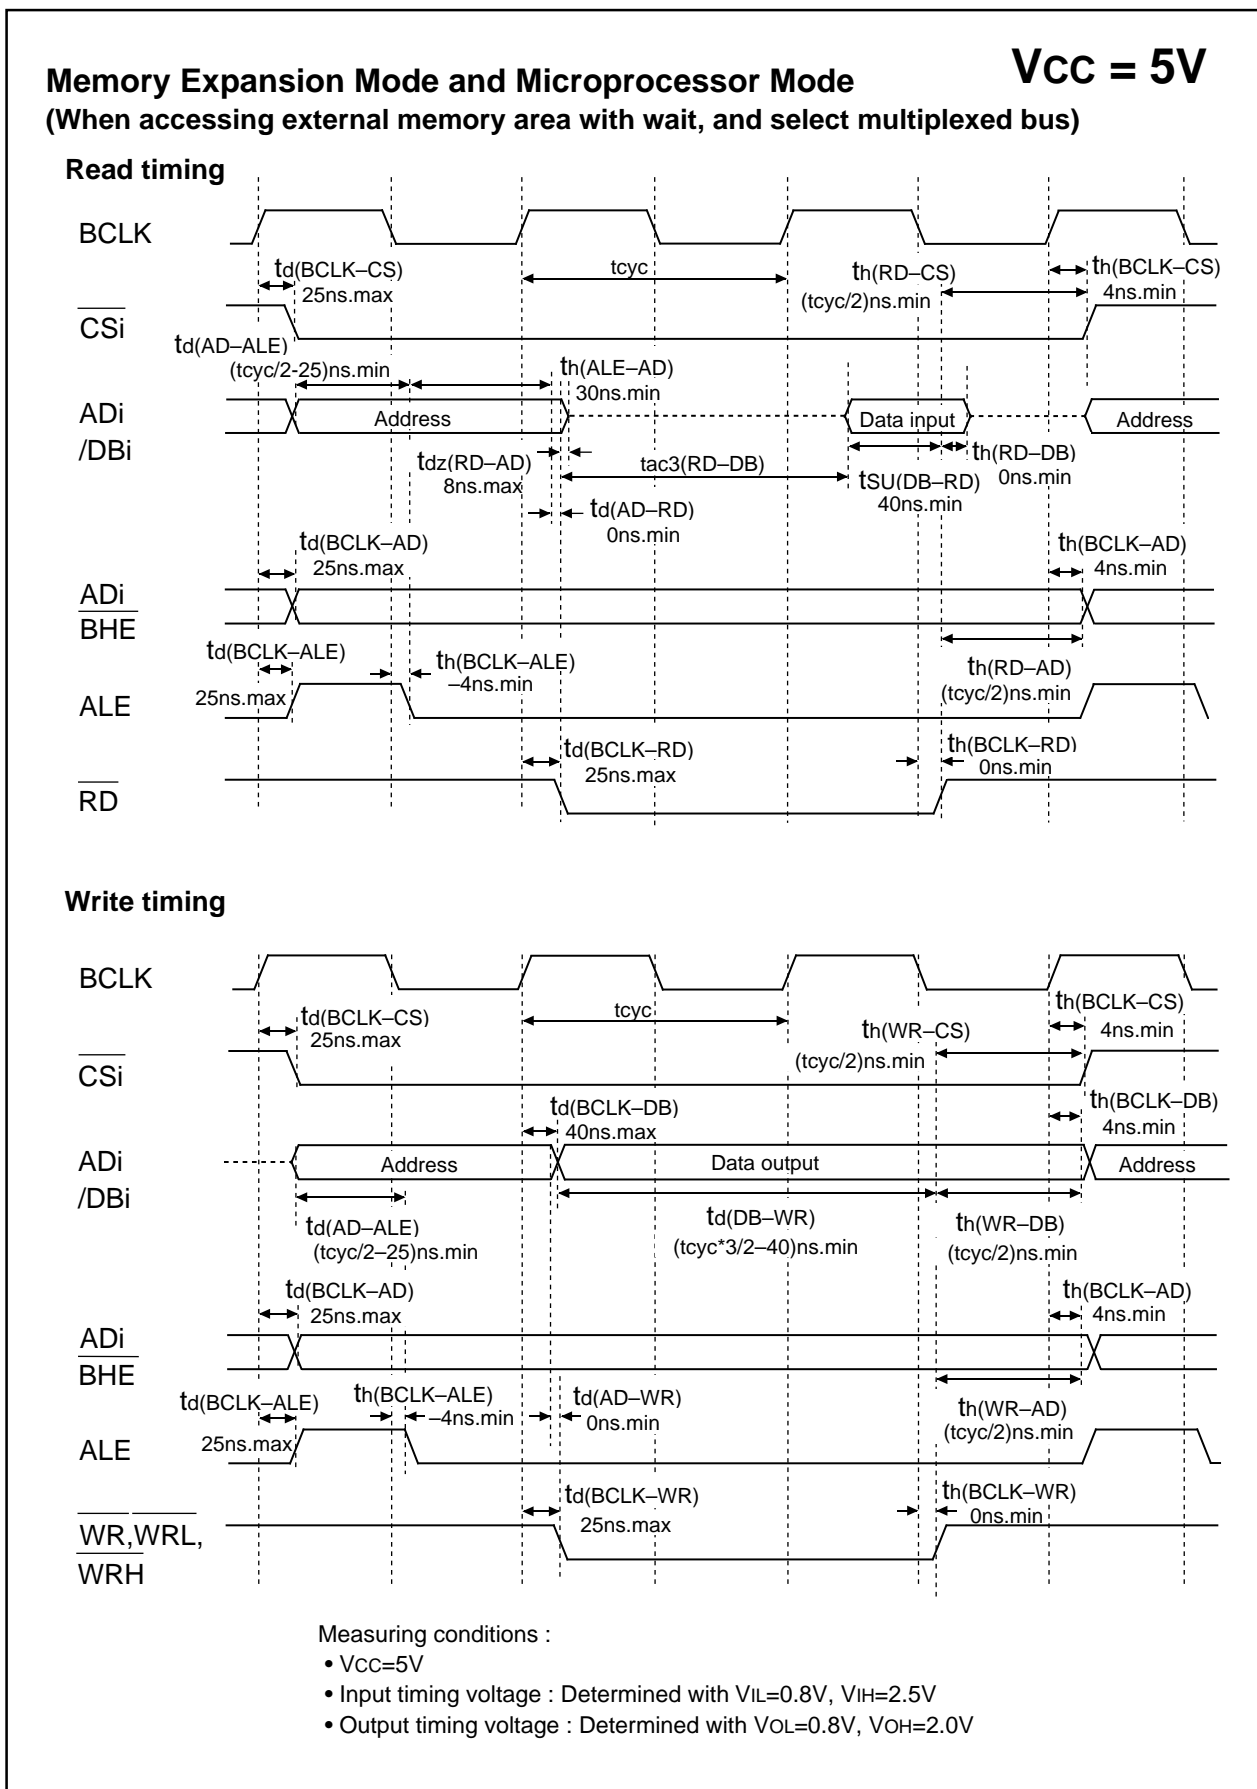 VCC = 5V
Memory Expansion Mode and Microprocessor Mode
(When accessing external memory area with wait, and select multiplexed bus)
Read timing
BCLK
td(BCLK–CS)
25ns.max
tcyc
th(RD–CS)
(tcyc/2)ns.min
th(BCLK–CS)
4ns.min
CSi
td(AD–ALE)
(tcyc/2-25)ns.min
th(ALE–AD)
30ns.min
ADi
/DBi
Address
Data input
Address
tdz(RD–AD)
8ns.max
tac3(RD–DB)
tSU(DB–RD)
40ns.min
th(RD–DB)
0ns.min
td(AD–RD)
0ns.min
td(BCLK–AD)
25ns.max
th(BCLK–AD)
4ns.min
ADi
BHE
td(BCLK–ALE)
25ns.max
th(BCLK–ALE)
–4ns.min
th(RD–AD)
(tcyc/2)ns.min
ALE
td(BCLK–RD)
25ns.max
th(BCLK–RD)
0ns.min
RD
Write timing
BCLK
td(BCLK–CS)
25ns.max
tcyc
th(WR–CS)
(tcyc/2)ns.min
th(BCLK–CS)
4ns.min
CSi
td(BCLK–DB)
40ns.max
th(BCLK–DB)
4ns.min
ADi
/DBi
Address
Data output
Address
td(AD–ALE)
(tcyc/2–25)ns.min
td(DB–WR)
(tcyc*3/2–40)ns.min
th(WR–DB)
(tcyc/2)ns.min
td(BCLK–AD)
25ns.max
th(BCLK–AD)
4ns.min
ADi
BHE
td(BCLK–ALE)
25ns.max
th(BCLK–ALE)
–4ns.min
td(AD–WR)
0ns.min
th(WR–AD)
(tcyc/2)ns.min
ALE
td(BCLK–WR)
25ns.max
th(BCLK–WR)
0ns.min
WR,WRL,
WRH
Measuring conditions :
• VCC=5V
• Input timing voltage : Determined with VIL=0.8V, VIH=2.5V
• Output timing voltage : Determined with VOL=0.8V, VOH=2.0V